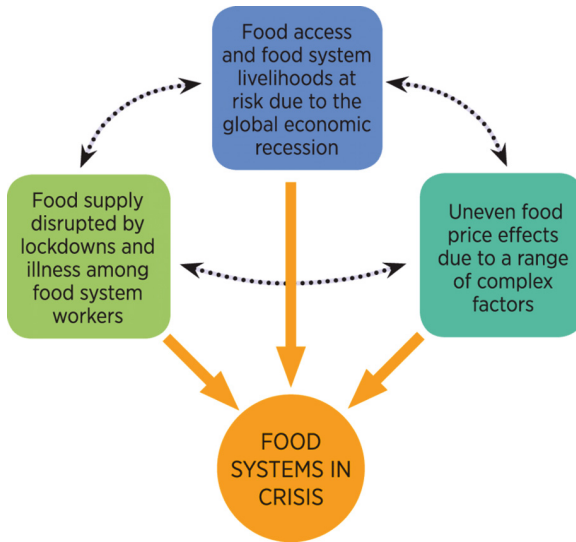 Food access
and food system
livelihoods at
risk due to the
global economic
recession
Food supply
disrupted by
lockdowns and
illness among
food system
workers
Uneven food
price effects
due to a range
of complex
factors
FOOD
SYSTEMS IN
CRISIS